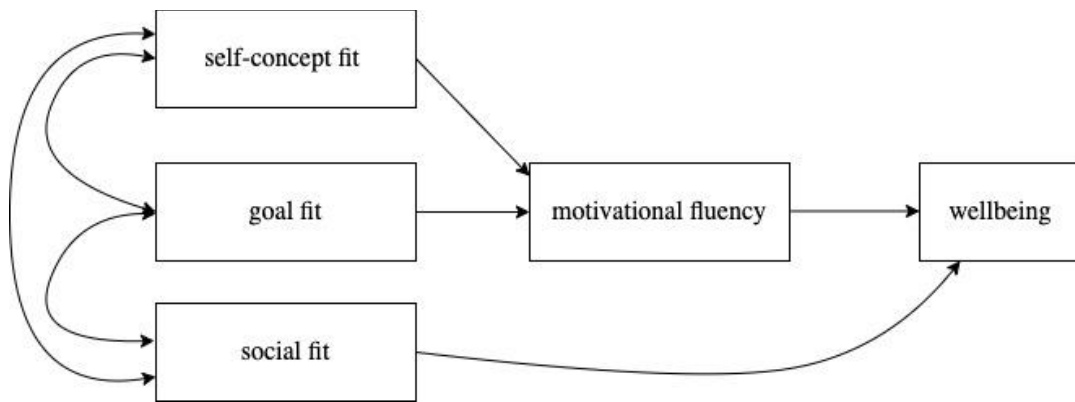 self-concept fit
goal fit
motivational fluency
wellbeing
social fit